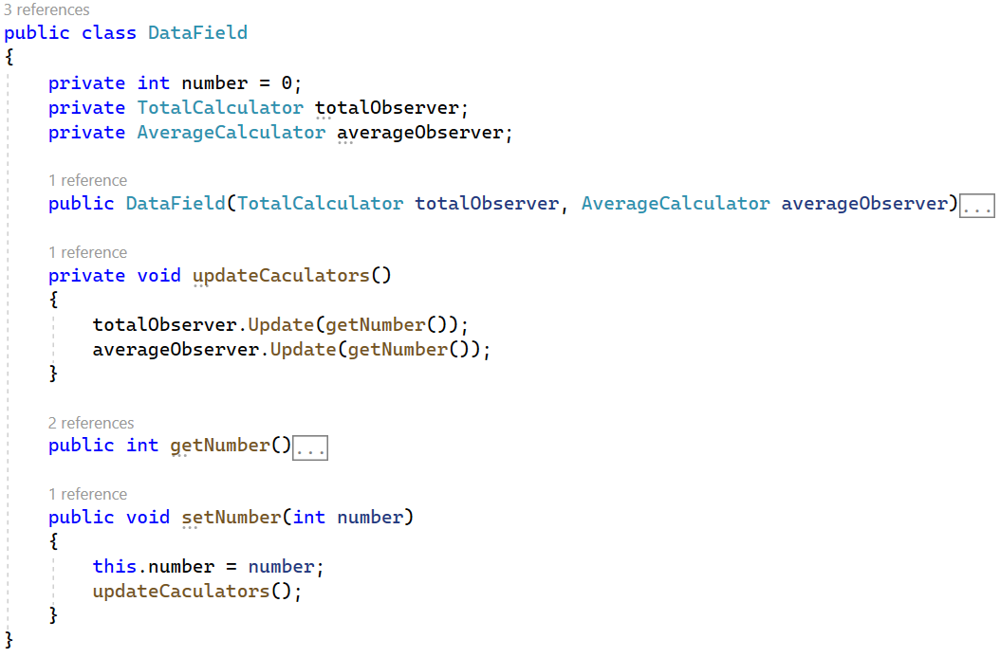 3 references
public class DataField
{
private int number = 0;
private TotalCalculator totalObserver;
private AverageCalculator averageObserver;
1 reference
public DataField(TotalCalculator totalObserver, AverageCalculator averageObserver)...
1 reference
private void updateCaculators()
{
totalObserver.Update(getNumber());
averageObserver.Update(getNumber());
}
2 references
public int getNumber()...
1 reference
public void setNumber(int number)
{
this.number = number;
updateCaculators();
}
}